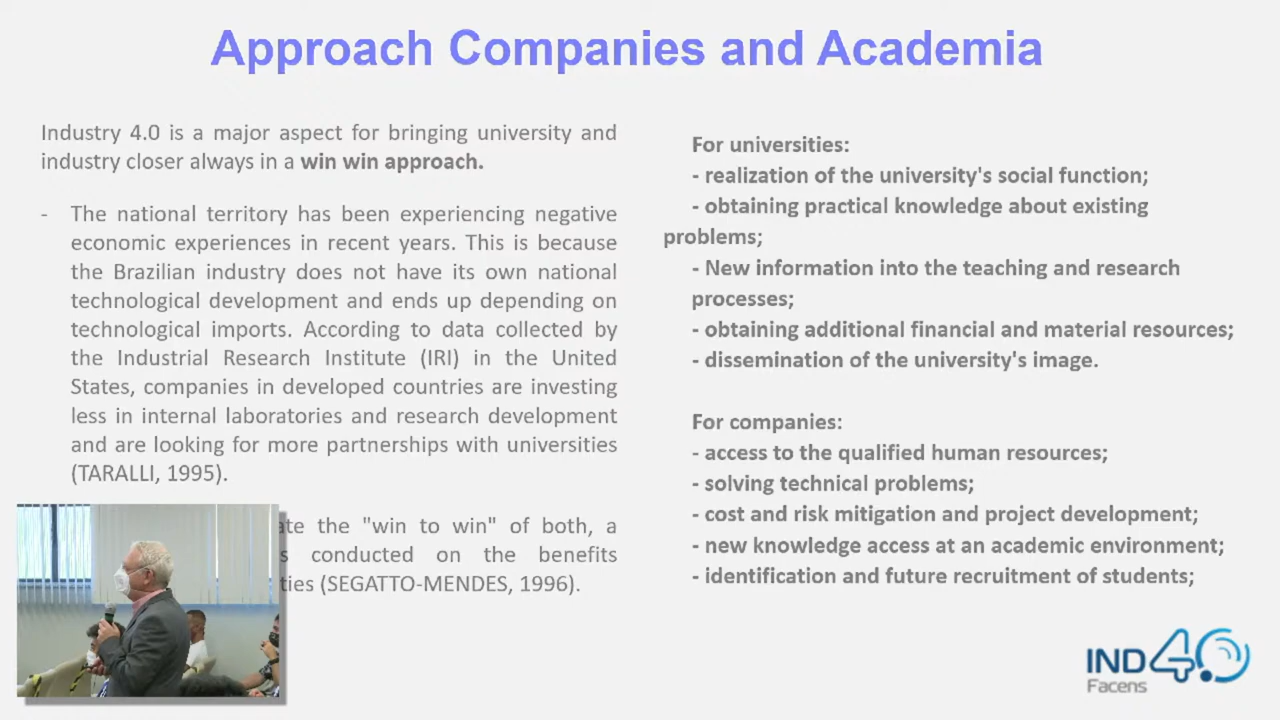 Approach Companies and Academia
Industry 4.0 is a major aspect for bringing university and
industry closer always in a win win approach.
- The national territory has been experiencing negative
economic experiences in recent years. This is because
the Brazilian industry does not have its own national
technological development and ends up depending on
technological imports. According to data collected by
the Industrial Research Institute (IRI) in the United
States, companies in developed countries are investing
less in internal laboratories and research development
and are looking for more partnerships with universities
(TARALLI, 1995).
the "win to win" of both, a
conducted on the benefits
(SEGATTO-MENDES, 1996).
For universities:
- realization of the university's social function;
- obtaining practical knowledge about existing
problems;
- New information into the teaching and research
processes;
- obtaining additional financial and material resources;
- dissemination of the university's image.
For companies:
- access to the qualified human resources;
- solving technical problems;
- cost and risk mitigation and project development;
- new knowledge access at an academic environment;
- identification and future recruitment of students;
IND 4.0
Facens